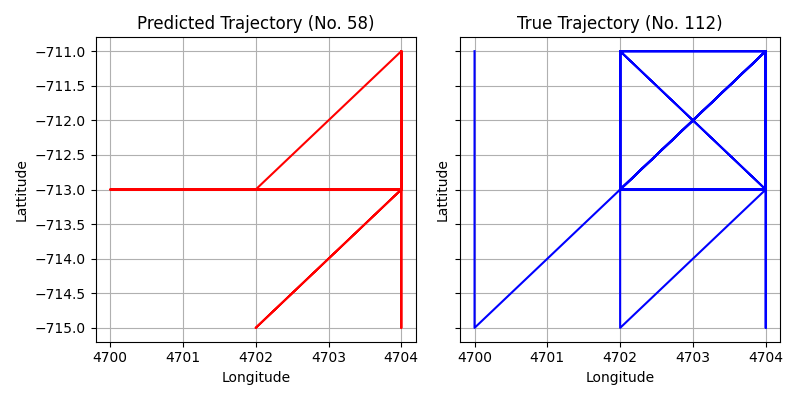 Predicted Trajectory (No. 58)
True Trajectory (No. 112)
Lattitude
−711.0
−711.5
−712.0
−712.5
−713.0
−713.5
−714.0
−714.5
−715.0
4700 4701 4702 4703 4704
Longitude
Lattitude
4700 4701 4702 4703 4704
Longitude